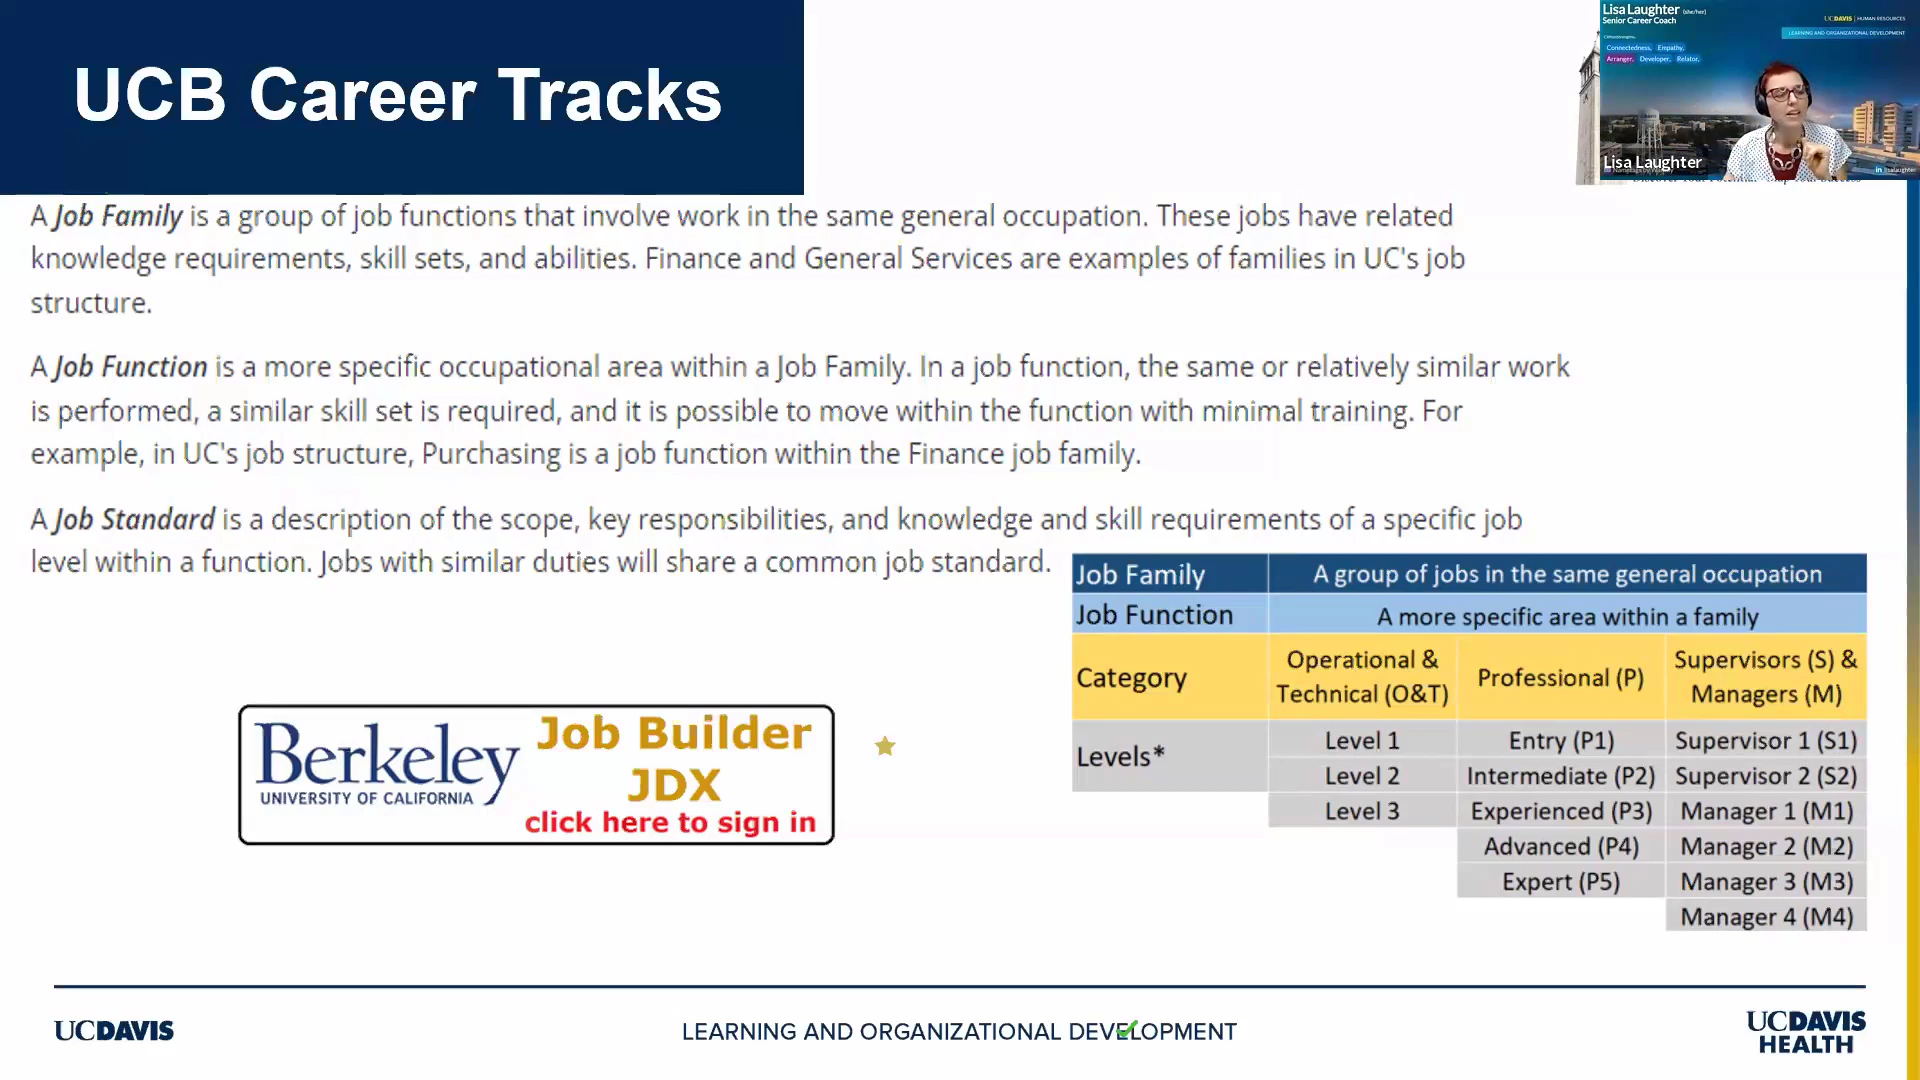 UCB Career Tracks
Lisa Laughter (she/her)
Senior Career Coach
UCDAVIS | HUMAN RESOURCES
LEARNING AND ORGANIZATIONAL DEVELOPMENT
Connectedness, Empathy,
Arranger, Developer, Relator,
Lisa Laughter
A Job Family is a group of job functions that involve work in the same general occupation. These jobs have related
knowledge requirements, skill sets, and abilities. Finance and General Services are examples of families in UC's job
structure.
A Job Function is a more specific occupational area within a Job Family. In a job function, the same or relatively similar work
is performed, a similar skill set is required, and it is possible to move within the function with minimal training. For
example, in UC's job structure, Purchasing is a job function within the Finance job family.
A Job Standard is a description of the scope, key responsibilities, and knowledge and skill requirements of a specific job
level within a function. Jobs with similar duties will share a common job standard.
Job Family A group of jobs in the same general occupation
Job Function A more specific area within a family
Category Operational & Technical (O&T) Professional (P) Supervisors (S) & Managers (M)
Levels* Level 1 Entry (P1) Supervisor 1 (S1)
Level 2 Intermediate (P2) Supervisor 2 (S2)
Level 3 Experienced (P3) Manager 1 (M1)
Advanced (P4) Manager 2 (M2)
Expert (P5) Manager 3 (M3)
Manager 4 (M4)
Berkeley
UNIVERSITY OF CALIFORNIA
Job Builder
JDX
click here to sign in
UCDAVIS
LEARNING AND ORGANIZATIONAL DEVELOPMENT
UCDAVIS
HEALTH